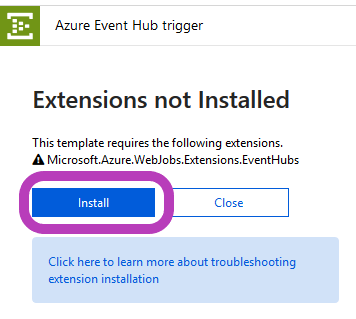 Azure Event Hub trigger
Extensions not Installed
This template requires the following extensions.
Microsoft.Azure.WebJobs.Extensions.EventHubs
Install
Close
Click here to learn more about troubleshooting
extension installation